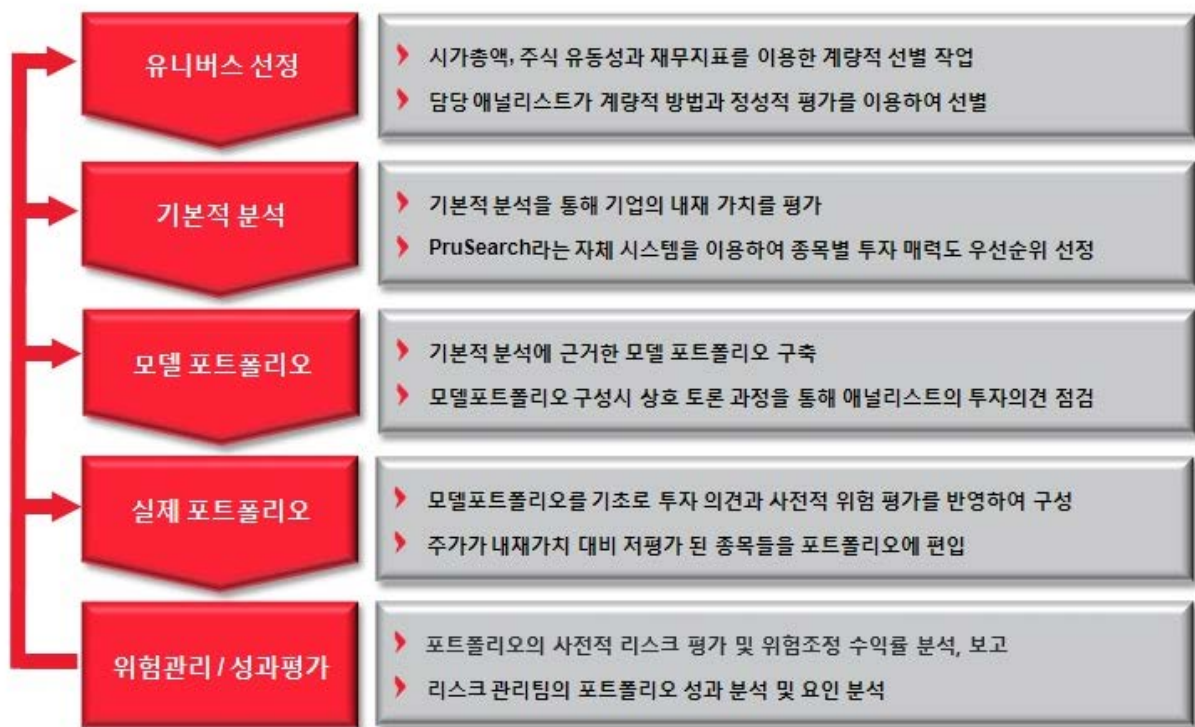 유니버스 선정
시가총액, 주식 유동성과 재무지표를 이용한 계량적 선별 작업
담당 애널리스트가 계량적 방법과 정성적 평가를 이용하여 선별
기본적 분석
기본적 분석을 통해 기업의 내재 가치를 평가
PruSearch라는 자체 시스템을 이용하여 종목별 투자 매력도 우선순위 선정
모델 포트폴리오
기본적 분석에 근거한 모델 포트폴리오 구축
모델포트폴리오 구성시 상호 토론 과정을 통해 애널리스트의 투자의견 점검
실제 포트폴리오
모델포트폴리오를 기초로 투자 의견과 사전적 위험 평가를 반영하여 구성
주가가 내재가치 대비 저평가 된 종목들을 포트폴리오에 편입
위험관리 / 성과평가
포트폴리오의 사전적 리스크 평가 및 위험조정 수익률 분석, 보고
리스크 관리팀의 포트폴리오 성과 분석 및 요인 분석